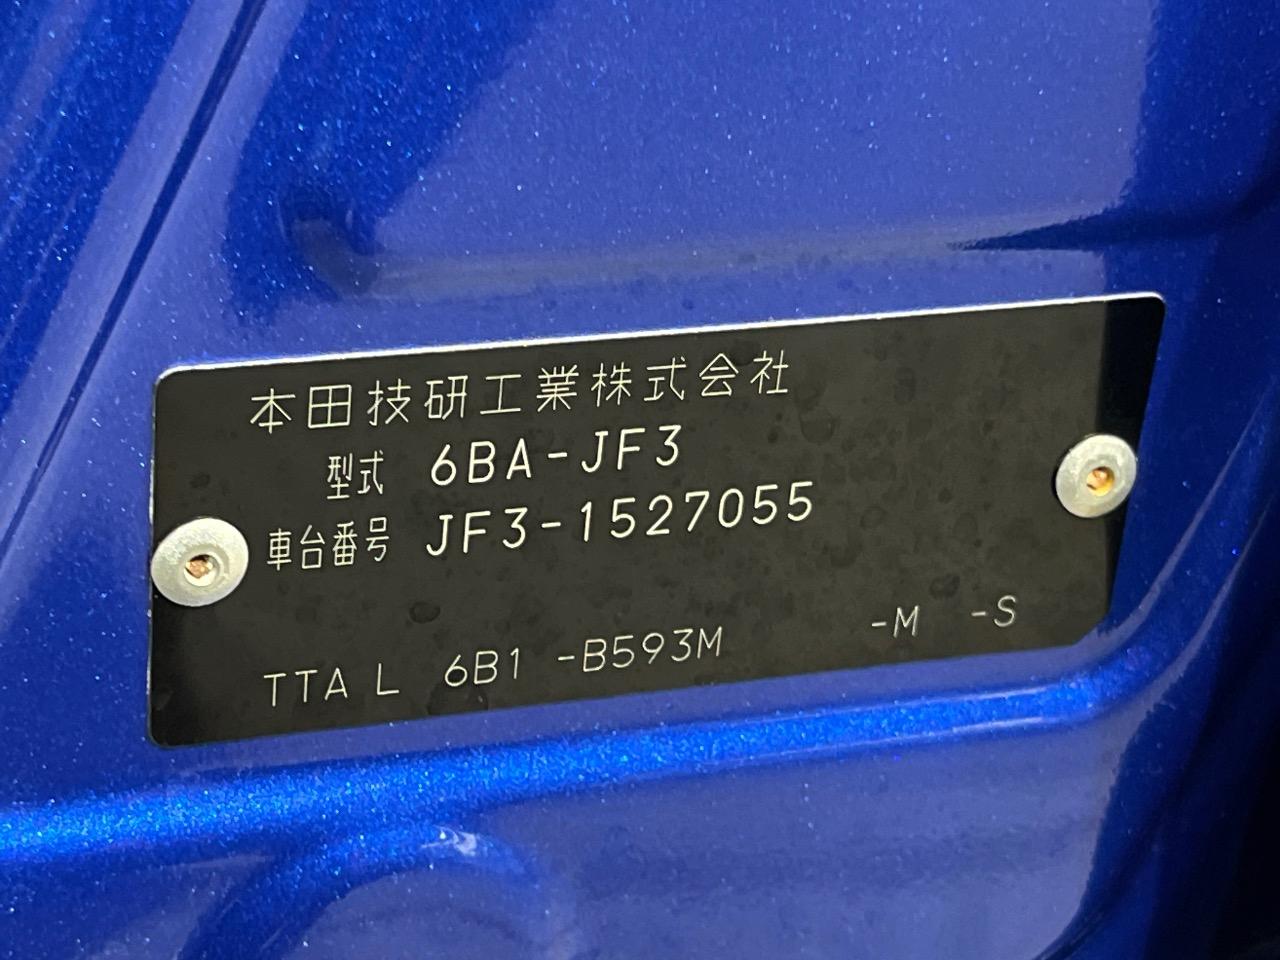 本田技研工業株式会社
型式 6BA-JF3
車台番号 JF3-1527055
TTA L 6B1 -B593M -M -S